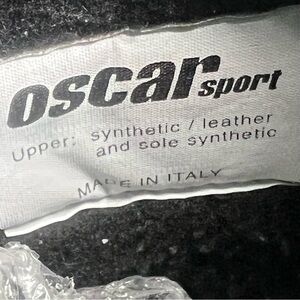 oscar sport
Upper: synthetic / leather
and sole synthetic
MADE IN ITALY